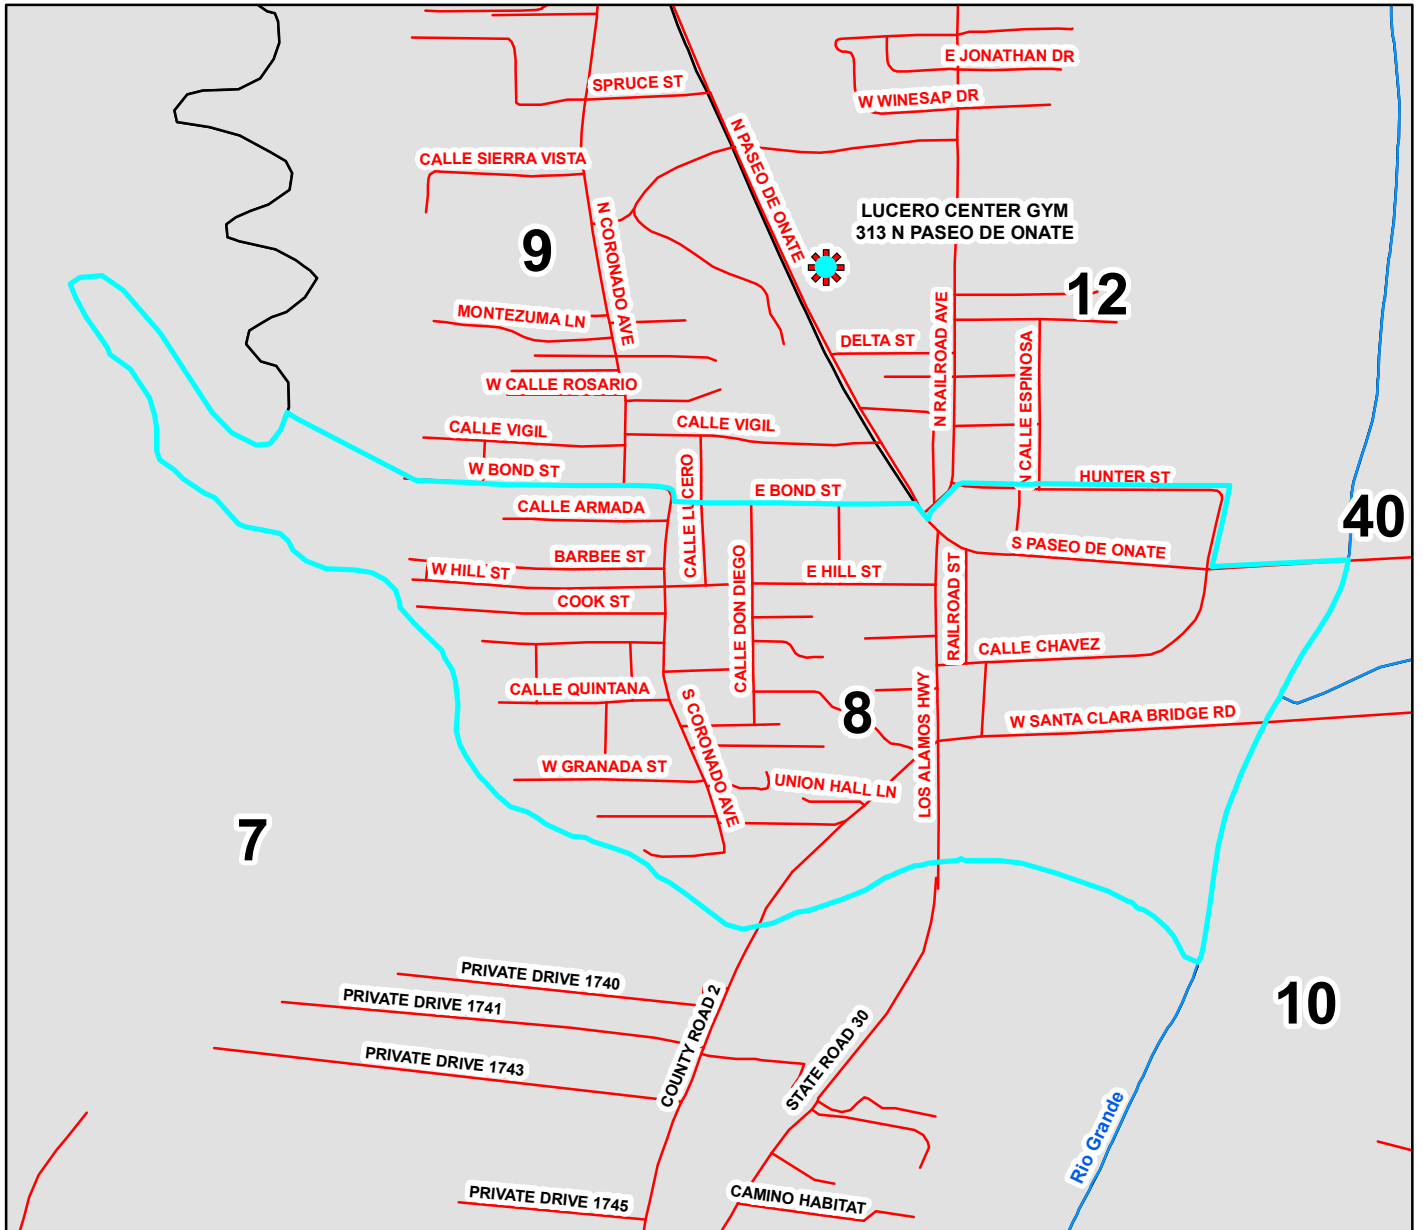 E JONATHAN DR
SPRUCE ST
W WINESAP DR
N PASEO DE ONATE
CALLE SIERRA VISTA
LUCERO CENTER GYM
313 N PASEO DE ONATE
N CORONADO AVE
9
12
MONTEZUMA LN
DELTA ST
N RAILROAD AVE
N CALLE ESPINOSA
W CALLE ROSARIO
CALLE VIGIL
CALLE VIGIL
W BOND ST
HUNTER ST
E BOND ST
CALLE LUCERO
CALLE ARMADA
40
S PASEO DE ONATE
BARBEE ST
W HILL ST
E HILL ST
COOK ST
CALLE DON DIEGO
RAILROAD ST
CALLE CHAVEZ
CALLE QUINTANA
8
S CORONADO AVE
LOS ALAMOS HWY
W SANTA CLARA BRIDGE RD
W GRANADA ST
UNION HALL LN
7
PRIVATE DRIVE 1740
PRIVATE DRIVE 1741
10
COUNTY ROAD 2
STATE ROAD 30
PRIVATE DRIVE 1743
Rio Grande
PRIVATE DRIVE 1745
CAMINO HABITAT